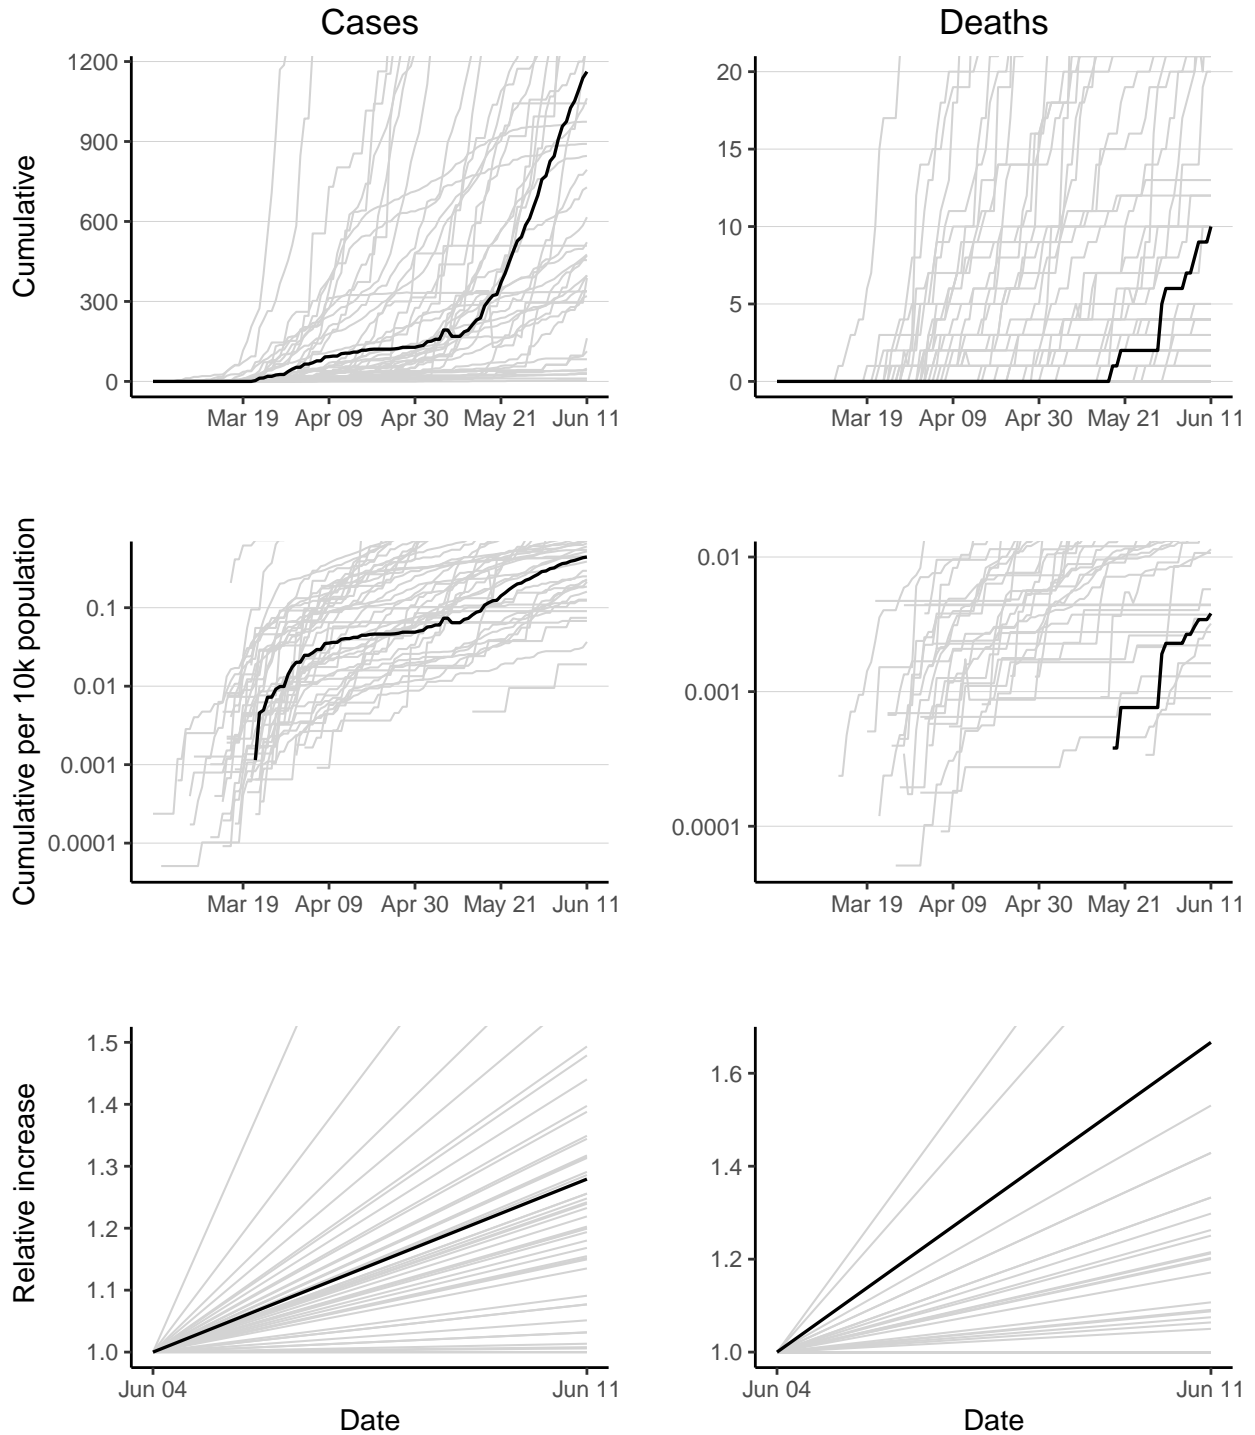 Cases
Deaths
Cumulative
1200
900
600
300
0
Mar 19 Apr 09 Apr 30 May 21 Jun 11
20
15
10
5
0
Mar 19 Apr 09 Apr 30 May 21 Jun 11
Cumulative per 10k population
0.1
0.01
0.001
0.0001
Mar 19 Apr 09 Apr 30 May 21 Jun 11
0.01
0.001
0.0001
Mar 19 Apr 09 Apr 30 May 21 Jun 11
Relative increase
1.5
1.4
1.3
1.2
1.1
1.0
Jun 04 Jun 11
Date
1.6
1.4
1.2
1.0
Jun 04 Jun 11
Date